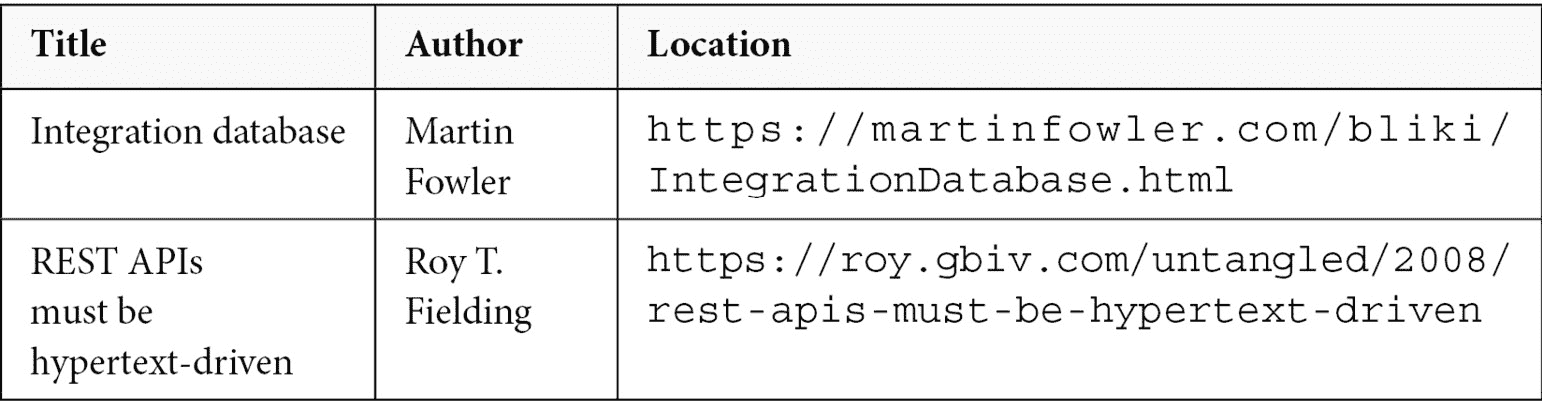 Title Author Location
Integration database Martin https://martinfowler.com/bliki/
Fowler IntegrationDatabase.html
REST APIs Roy T. https://roy.gbiv.com/untangled/2008/
must be Fielding rest-apis-must-be-hypertext-driven
hypertext-driven